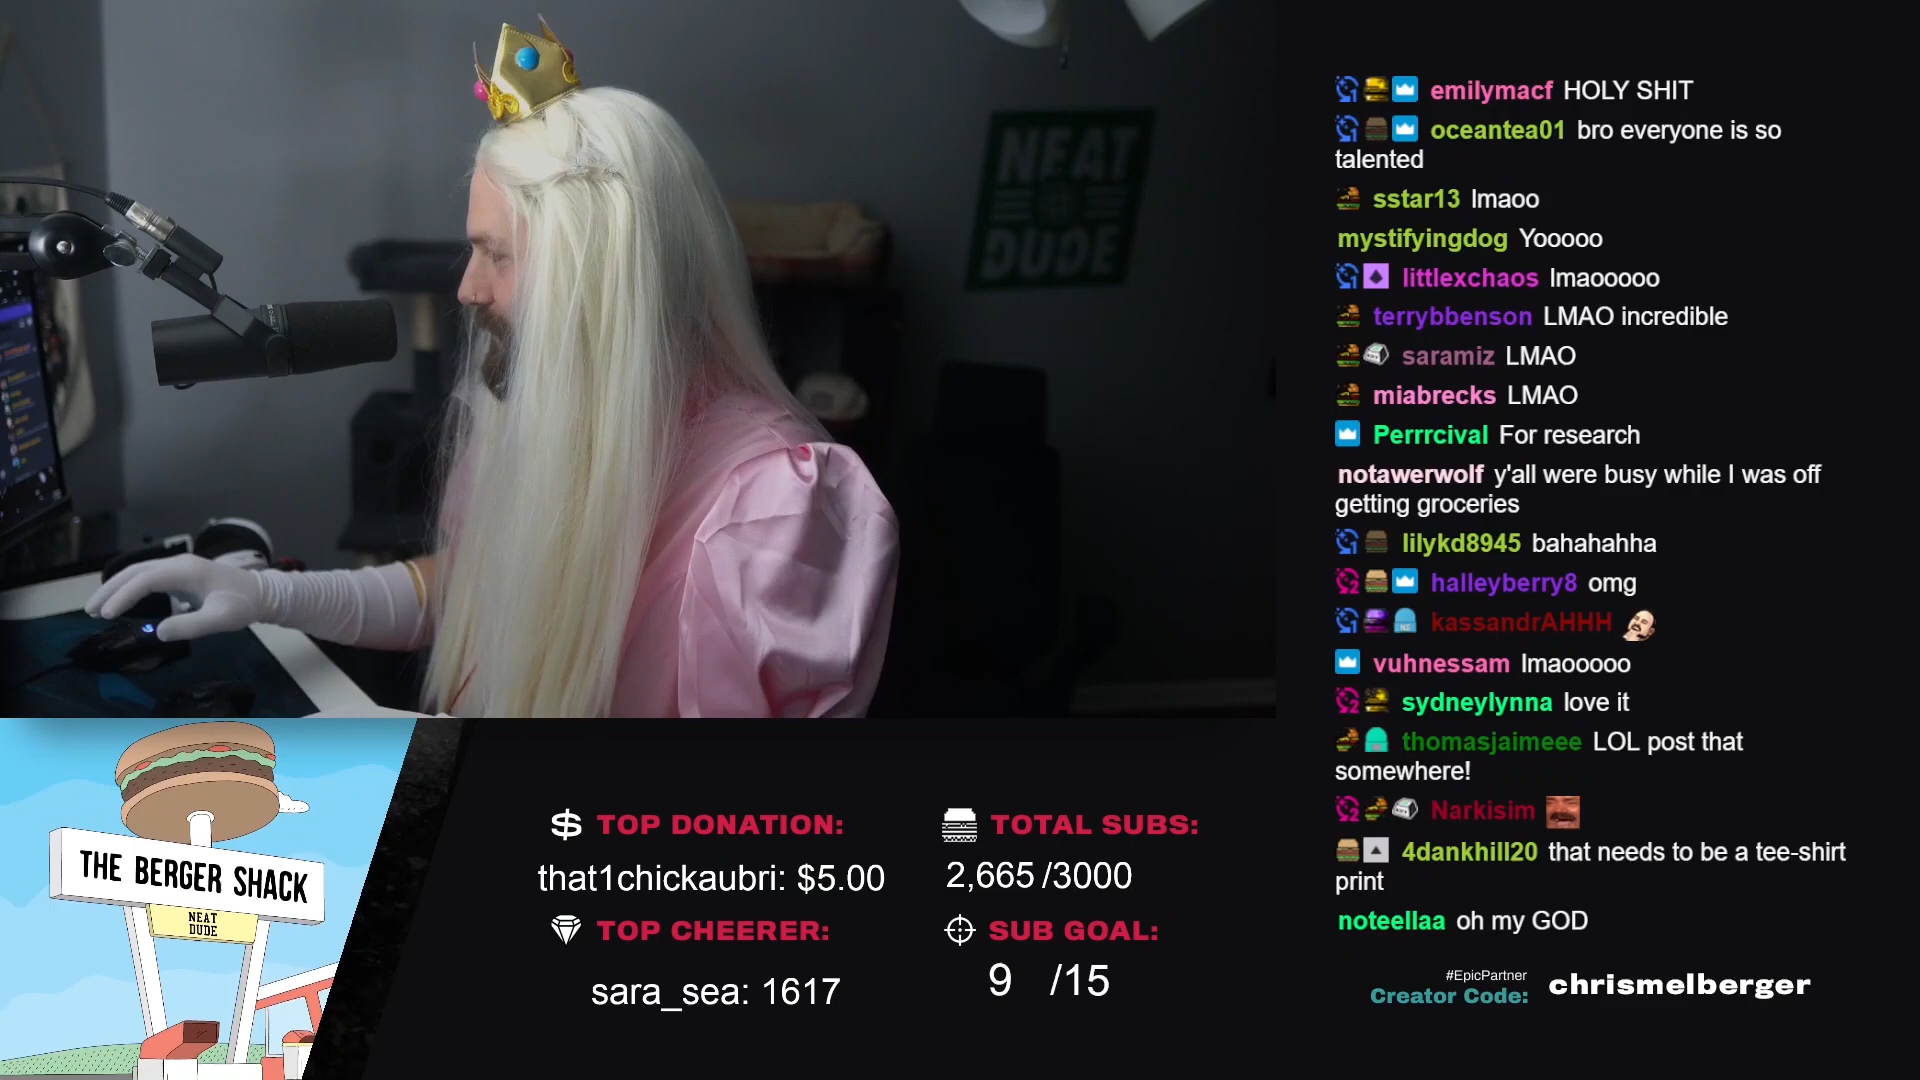 NEAT
DUDE
emilymacf HOLY SHIT
oceantea01 bro everyone is so
talented
sstar13 lmaoo
mystifyingdog Yooooo
littlexchaos lmaooooo
terrybbenson LMAO incredible
saramiz LMAO
miabrecks LMAO
Perrrcival For research
notawerwolf y'all were busy while I was off
getting groceries
lilykd8945 bahahahha
halleyberry8 omg
kassandrAHHH
vuhnessam lmaooooo
sydneylynna love it
thomasjaimeee LOL post that
somewhere!
Narkisim
4dankhill20 that needs to be a tee-shirt
print
noteellaa oh my GOD
#EpicPartner
Creator Code: chrismelberger
THE BERGER SHACK
NEAT
DUDE
TOP DONATION:
that1chickaubri: $5.00
TOP CHEERER:
sara_sea: 1617
TOTAL SUBS:
2,665 /3000
SUB GOAL:
9 /15